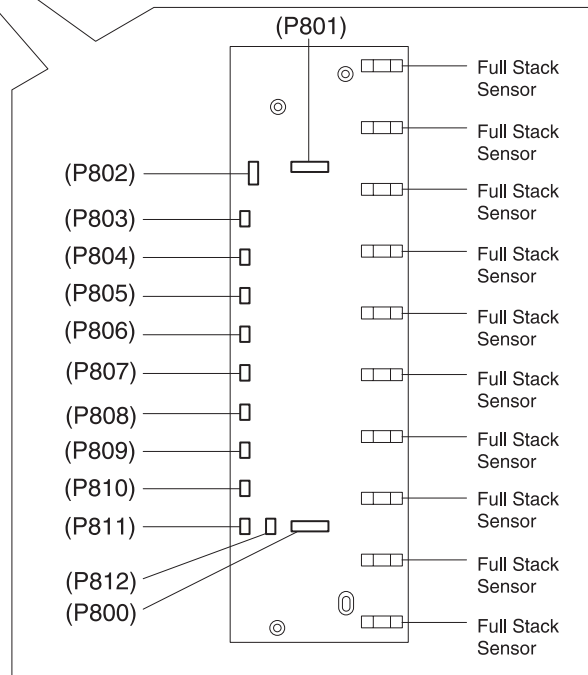 (P801)
(P802)
(P803)
(P804)
(P805)
(P806)
(P807)
(P808)
(P809)
(P810)
(P811)
(P812)
(P800)
Full Stack
Sensor
Full Stack
Sensor
Full Stack
Sensor
Full Stack
Sensor
Full Stack
Sensor
Full Stack
Sensor
Full Stack
Sensor
Full Stack
Sensor
Full Stack
Sensor
Full Stack
Sensor